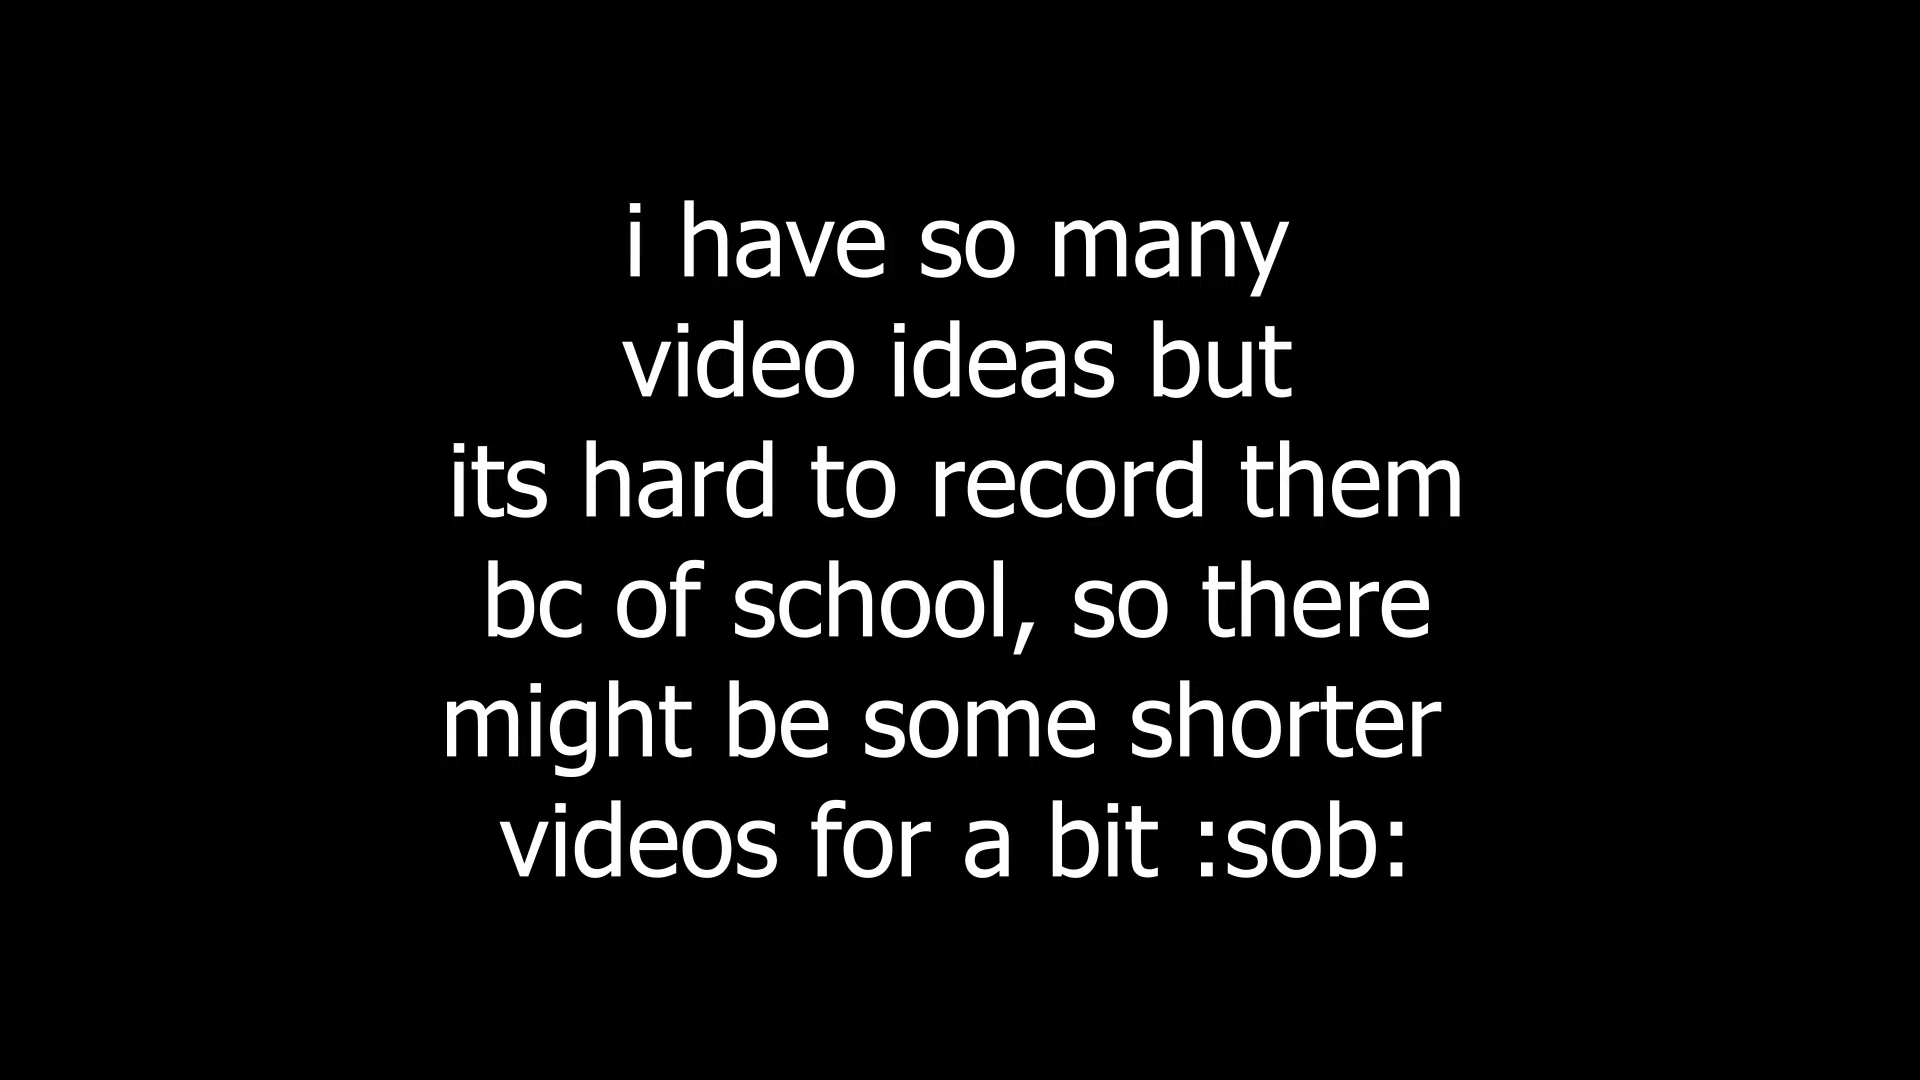 i have so many
video ideas but
its hard to record them
bc of school, so there
might be some shorter
videos for a bit :sob: